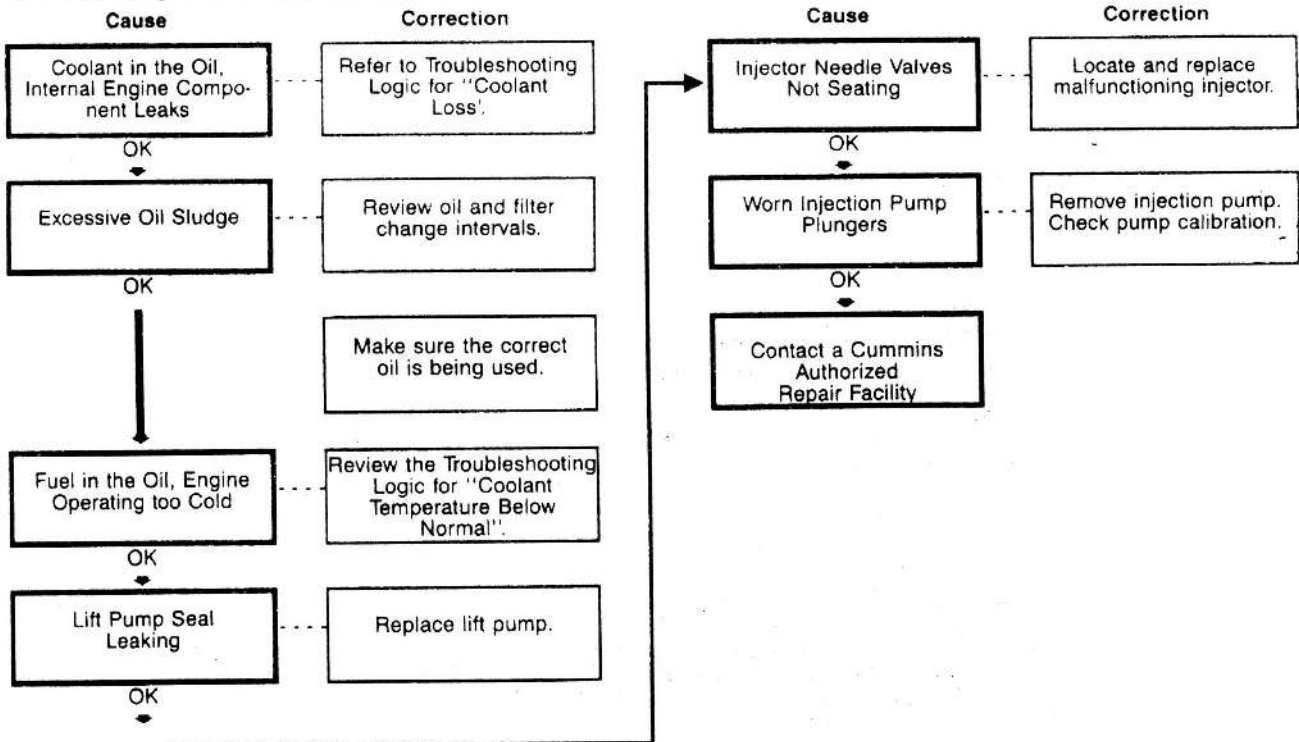 Cause
Correction
Coolant in the Oil,
Internal Engine Compo-
nent Leaks
Refer to Troubleshooting
Logic for "Coolant
Loss'.
OK
Excessive Oil Sludge
Review oil and filter
change intervals.
OK
Make sure the correct
oil is being used.
Fuel in the Oil, Engine
Operating too Cold
Review the Troubleshooting
Logic for "Coolant
Temperature Below
Normal".
OK
Lift Pump Seal
Leaking
Replace lift pump.
OK
Cause
Correction
Injector Needle Valves
Not Seating
Locate and replace
malfunctioning injector.
OK
Worn Injection Pump
Plungers
Remove injection pump.
Check pump calibration.
OK
Contact a Cummins
Authorized
Repair Facility